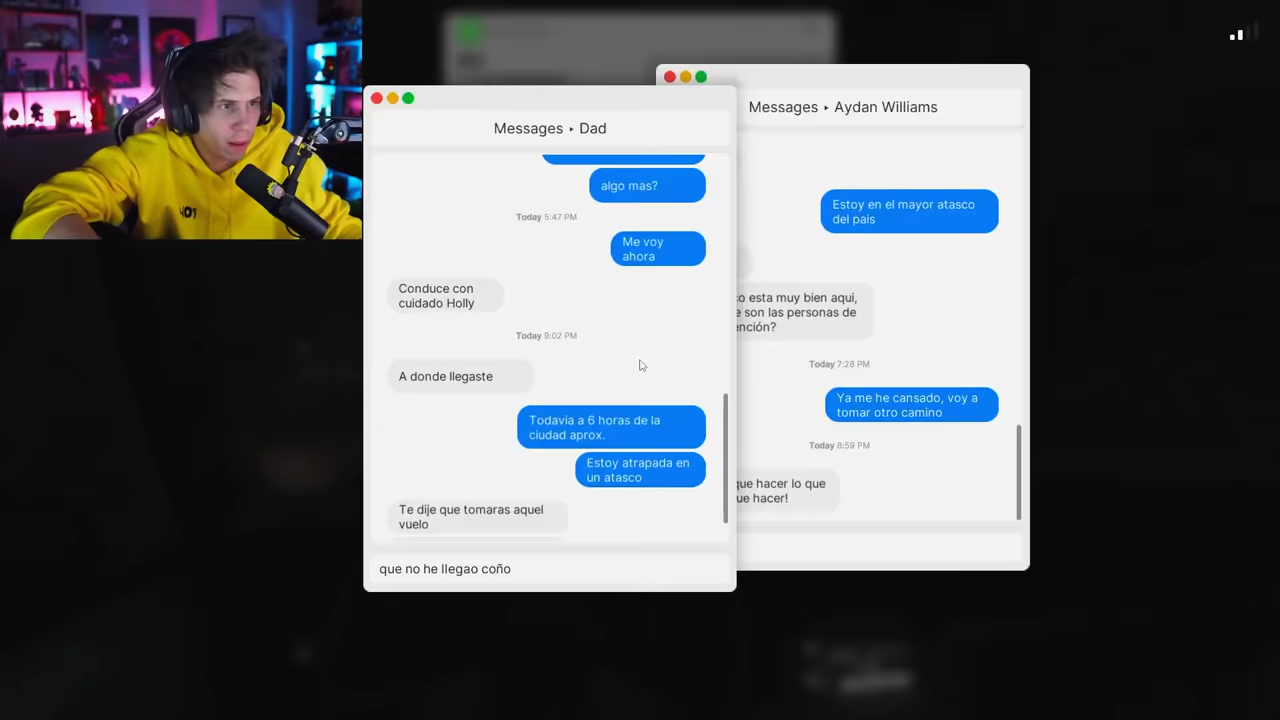 Messages ▸ Dad
algo mas?
Today 5:47 PM
Me voy
ahora
Conduce con
cuidado Holly
Today 9:02 PM
A donde llegaste
Todavia a 6 horas de la
ciudad aprox.
Estoy atrapada en
un atasco
Te dije que tomaras aquel
vuelo
que no he llegao coño
Messages ▸ Aydan Williams
Estoy en el mayor atasco
del pais
esta muy bien aqui,
son las personas de
Today 7:28 PM
Ya me he cansado, voy a
tomar otro camino
Today 8:59 PM
que hacer lo que
hacer!